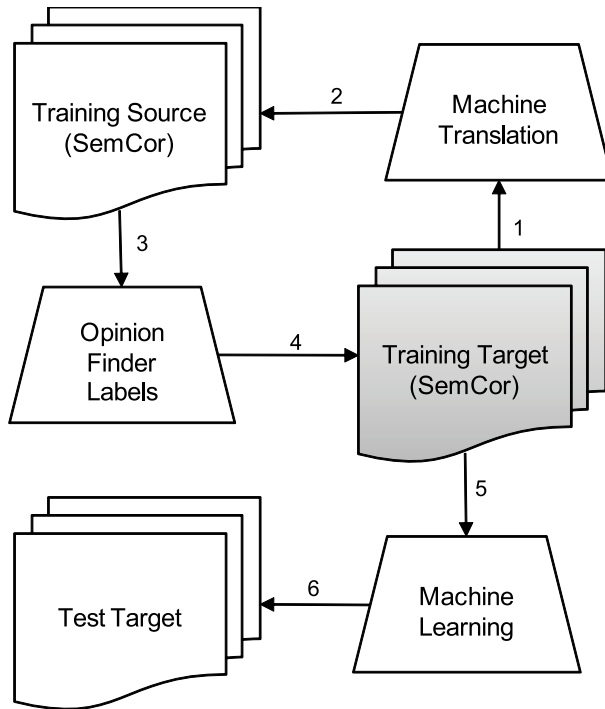 Training Source
(SemCor)
2
Machine
Translation
3
1
Opinion
Finder
Labels
4
Training Target
(SemCor)
5
Test Target
6
Machine
Learning